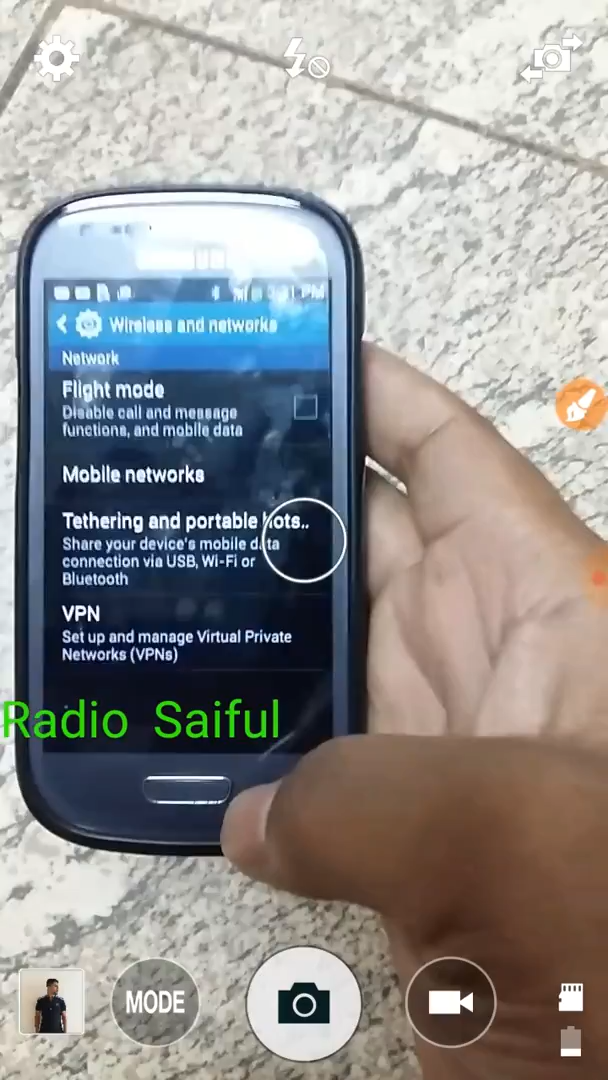 Wireless and networks
Network
Flight mode
Disable call and message
functions, and mobile data
Mobile networks
Tethering and portable hots..
Share your device's mobile data
connection via USB, Wi-Fi or
Bluetooth
VPN
Set up and manage Virtual Private
Networks (VPNs)
Radio Saiful
MODE